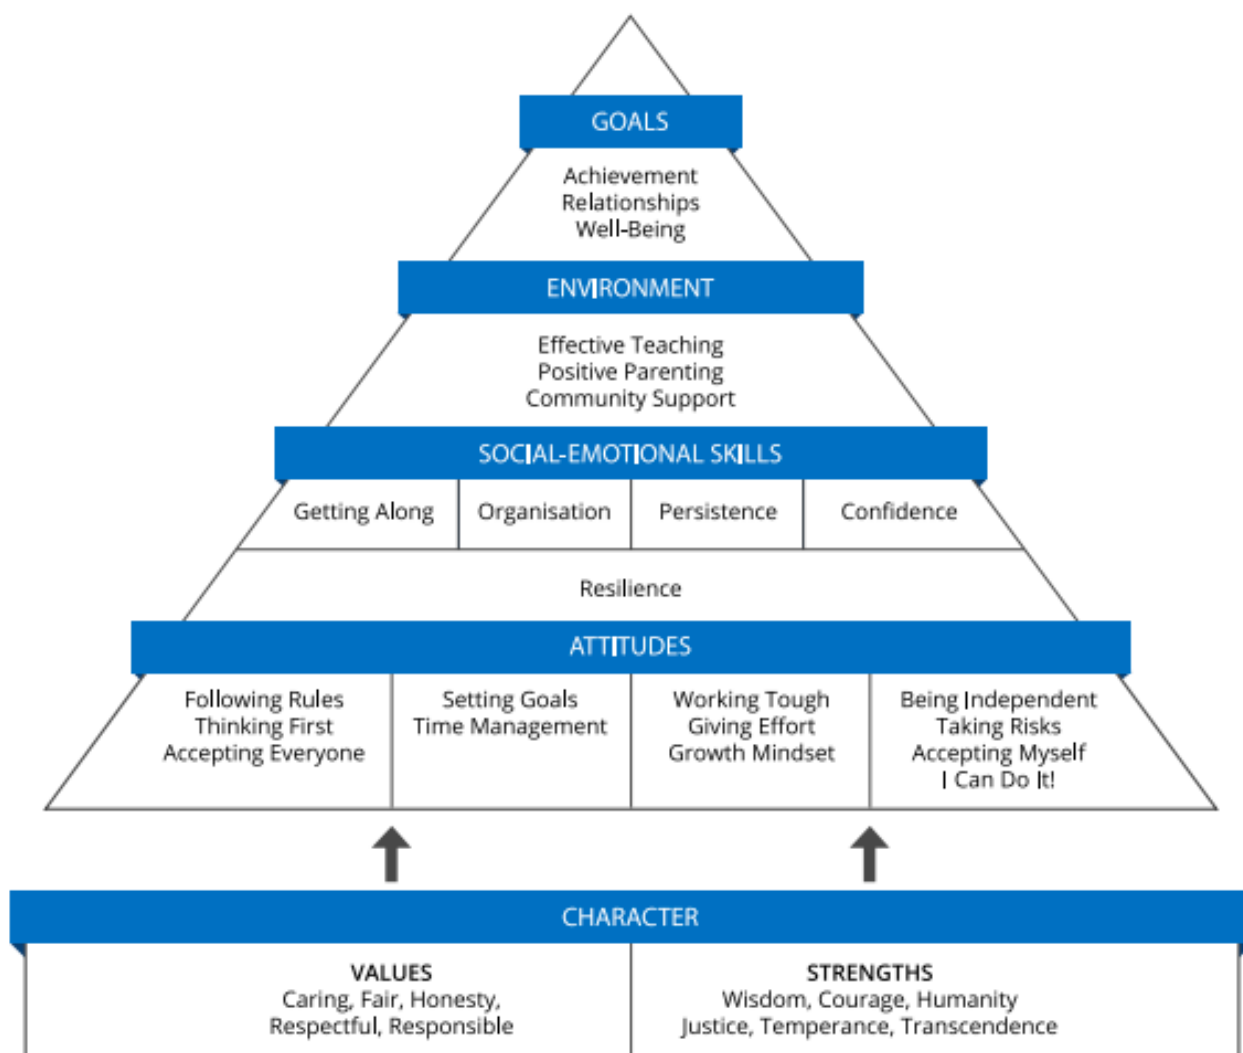 GOALS
Achievement
Relationships
Well-Being
ENVIRONMENT
Effective Teaching
Positive Parenting
Community Support
SOCIAL-EMOTIONAL SKILLS
Getting Along
Organisation
Persistence
Confidence
Resilience
ATTITUDES
Following Rules
Thinking First
Accepting Everyone
Setting Goals
Time Management
Working Tough
Giving Effort
Growth Mindset
Being Independent
Taking Risks
Accepting Myself
I Can Do It!
CHARACTER
VALUES
Caring, Fair, Honesty,
Respectful, Responsible
STRENGTHS
Wisdom, Courage, Humanity
Justice, Temperance, Transcendence